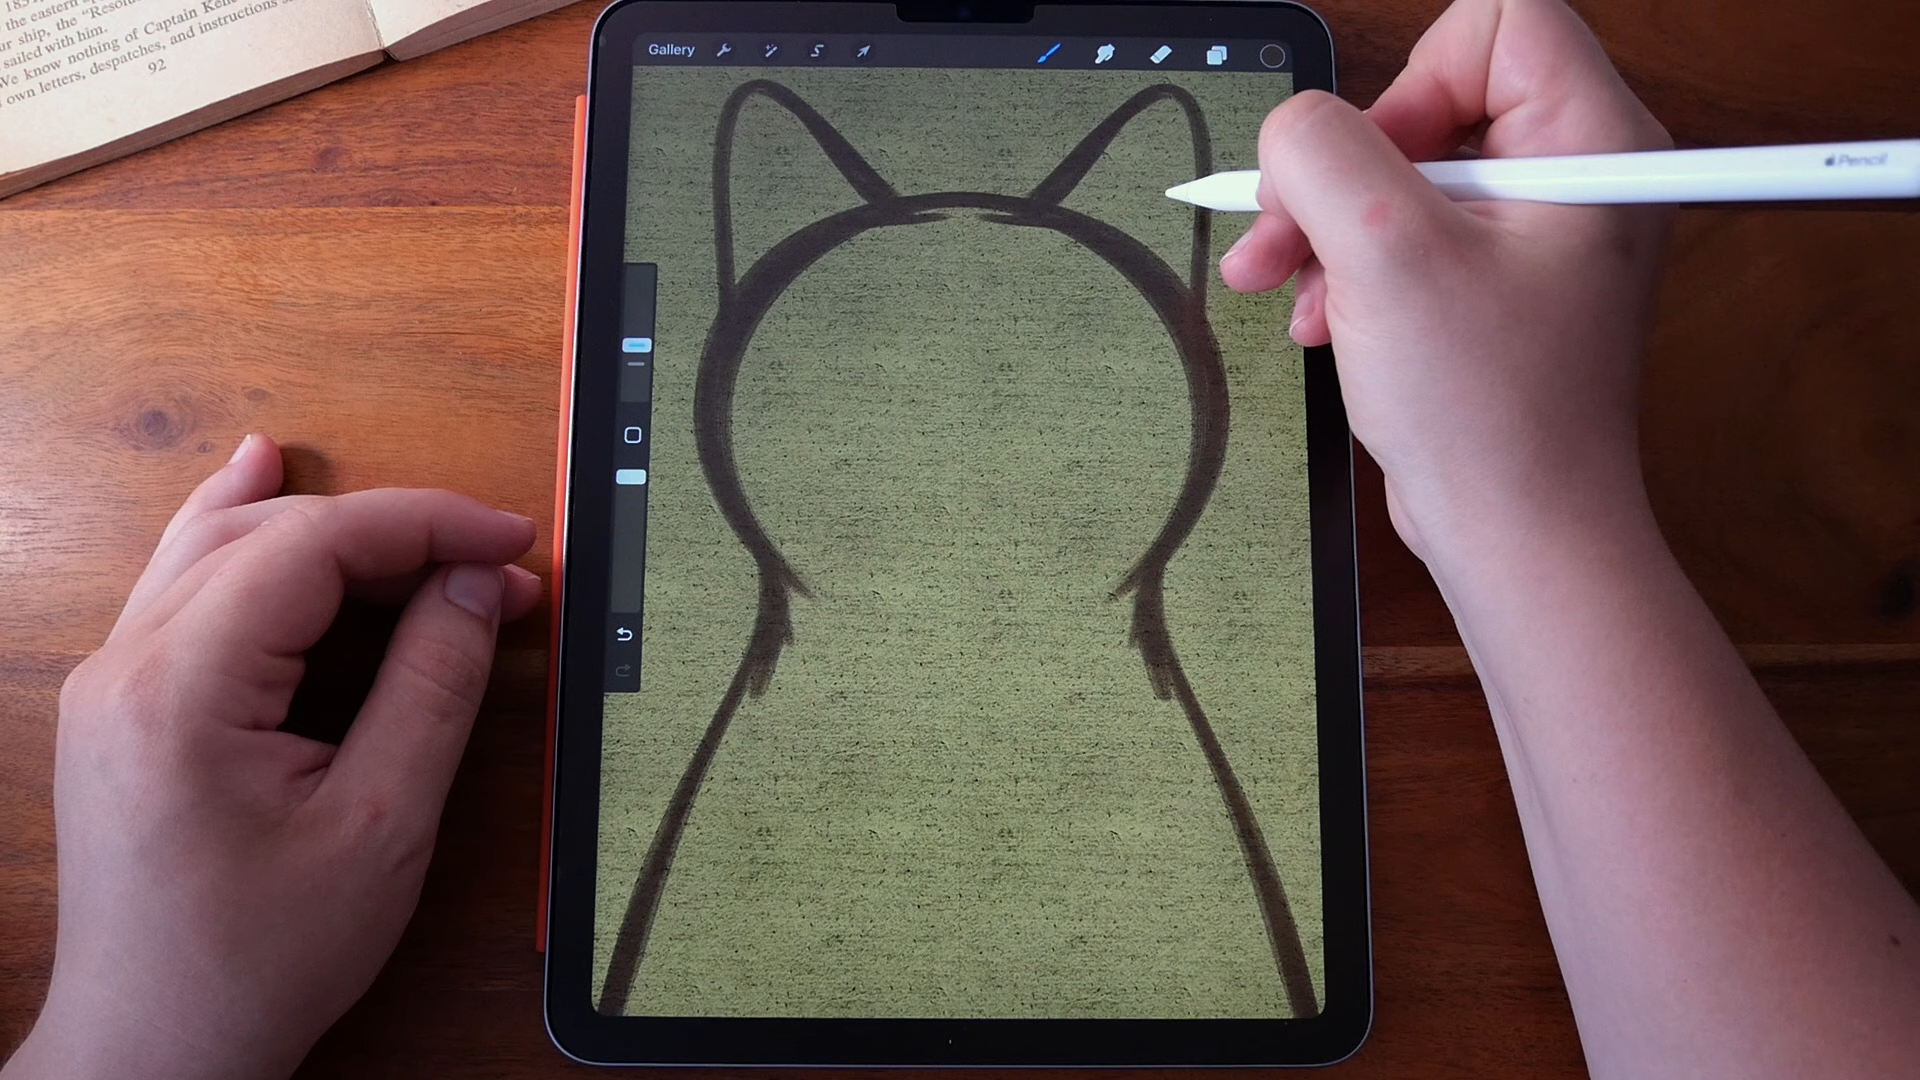 the eastern
ur ship, the "Resolu
sailed with him.
We know nothing of Captain Kend
own letters, despatches, and instructions
92
Gallery
Pencil